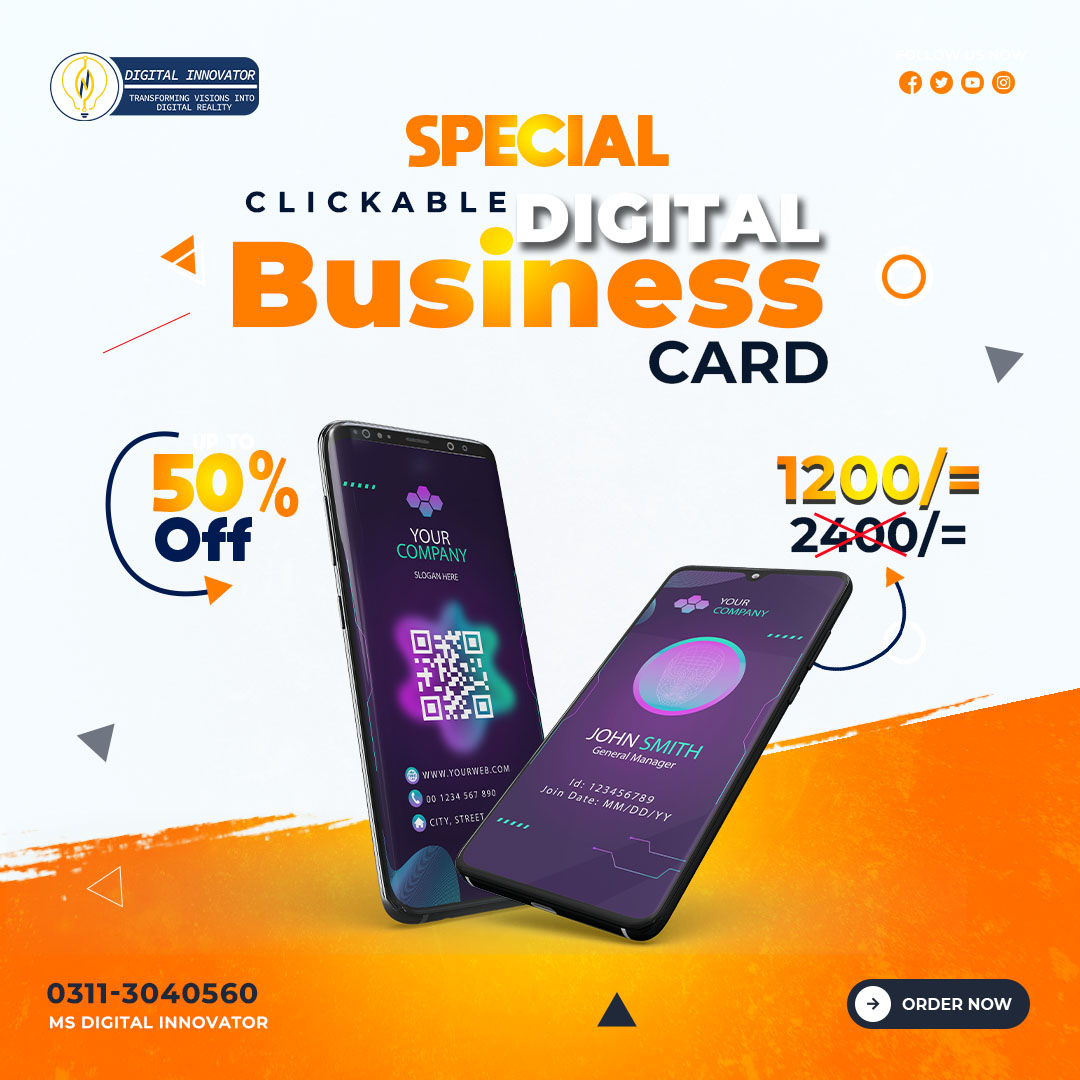 DIGITAL INNOVATOR
TRANSFORMING VISIONS INTO
DIGITAL REALITY
FOLLOW US NOW
SPECIAL
CLICKABLE DIGITAL
Business
CARD
UP TO
50%
Off
1200/=
2400/=
YOUR
COMPANY
SLOGAN HERE
WWW.YOURWEB.COM
00 1234 567 890
CITY, STREET
YOUR
COMPANY
JOHN SMITH
General Manager
Id: 123456789
Join Date: MM/DD/YY
0311-3040560
MS DIGITAL INNOVATOR
ORDER NOW